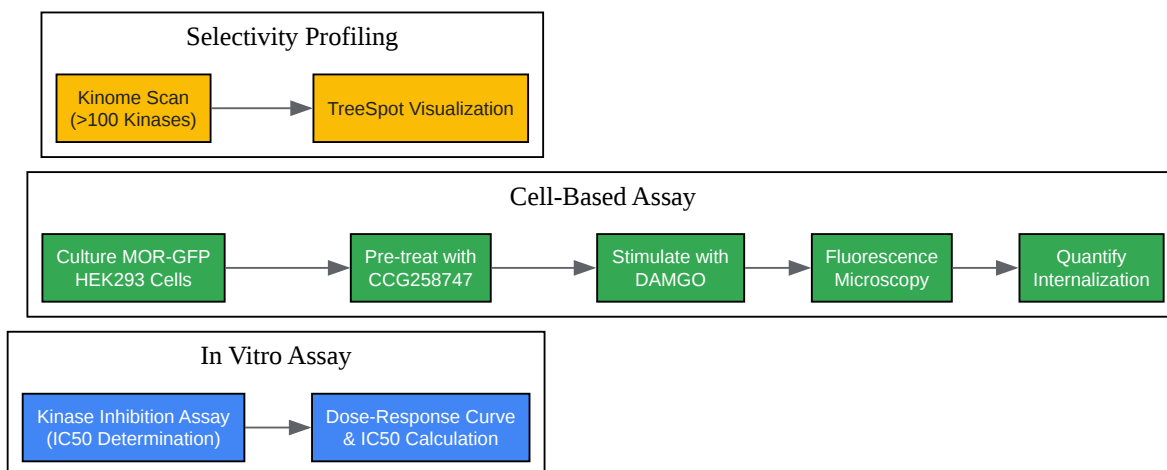 Selectivity Profiling
Kinome Scan
(>100 Kinases)
TreeSpot Visualization
Cell-Based Assay
Culture MOR-GFP
HEK293 Cells
Pre-treat with
CCG258747
Stimulate with
DAMGO
Fluorescence
Microscopy
Quantify
Internalization
In Vitro Assay
Kinase Inhibition Assay
(IC50 Determination)
Dose-Response Curve
& IC50 Calculation